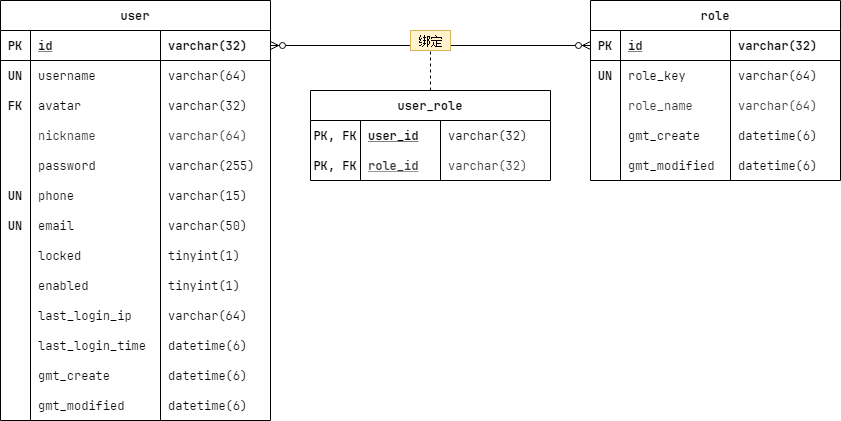 user
PK id varchar(32)
UN username varchar(64)
FK avatar varchar(32)
nickname varchar(64)
password varchar(255)
UN phone varchar(15)
UN email varchar(50)
locked tinyint(1)
enabled tinyint(1)
last_login_ip varchar(64)
last_login_time datetime(6)
gmt_create datetime(6)
gmt_modified datetime(6)
绑定
user_role
PK, FK user_id varchar(32)
PK, FK role_id varchar(32)
role
PK id varchar(32)
UN role_key varchar(64)
role_name varchar(64)
gmt_create datetime(6)
gmt_modified datetime(6)